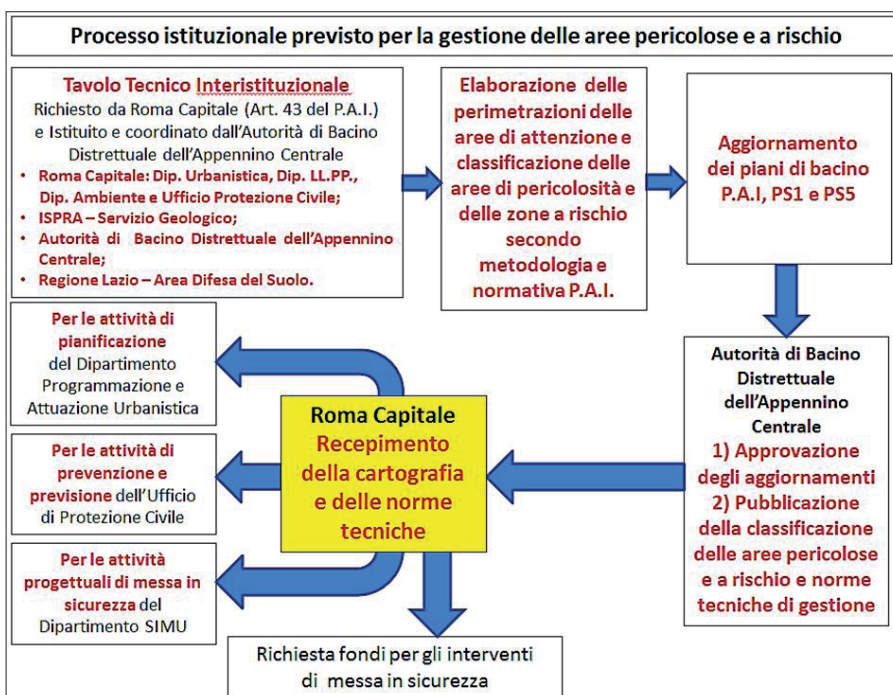 Processo istituzionale previsto per la gestione delle aree pericolose e a rischio
Tavolo Tecnico Interistituzionale
Richiesto da Roma Capitale (Art. 43 del P.A.I.)
e Istituito e coordinato dall'Autorità di Bacino
Distrettuale dell'Appennino Centrale
• Roma Capitale: Dip. Urbanistica, Dip. LL.PP.,
Dip. Ambiente e Ufficio Protezione Civile;
• ISPRA – Servizio Geologico;
• Autorità di Bacino Distrettuale dell'Appennino
Centrale;
• Regione Lazio – Area Difesa del Suolo.
Elaborazione delle
perimetrazioni delle
aree di attenzione e
classificazione delle
aree di pericolosità e
delle zone a rischio
secondo
metodologia e
normativa P.A.I.
Aggiornamento
dei piani di bacino
P.A.I, PS1 e PS5
Autorità di Bacino
Distrettuale
dell'Appennino
Centrale
1) Approvazione
degli aggiornamenti
2) Pubblicazione
della classificazione
delle aree pericolose
e a rischio e norme
tecniche di gestione
Roma Capitale
Recepimento
della cartografia
e delle norme
tecniche
Per le attività di
pianificazione
del Dipartimento
Programmazione e
Attuazione Urbanistica
Per le attività di
prevenzione e
previsione dell'Ufficio
di Protezione Civile
Per le attività
progettuali di messa in
sicurezza del
Dipartimento SIMU
Richiesta fondi per gli interventi
di messa in sicurezza